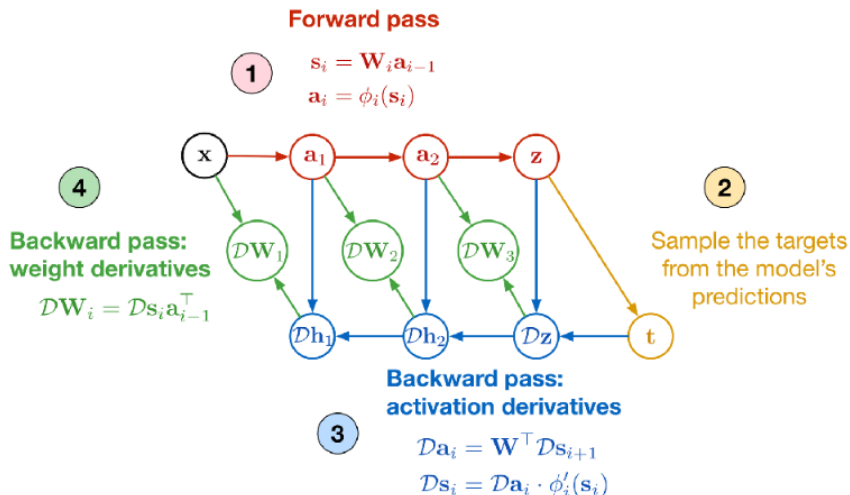 Forward pass
1
s_i = W_i a_{i−1}
a_i = ϕ_i(s_i)
x a_1 a_2 z
4
2
Backward pass:
weight derivatives
𝒟W_i = 𝒟s_i a_{i−1}^⊤
𝒟W_1 𝒟W_2 𝒟W_3
Sample the targets
from the model's
predictions
𝒟h_1 𝒟h_2 𝒟z t
Backward pass:
activation derivatives
3
𝒟a_i = W^⊤ 𝒟s_{i+1}
𝒟s_i = 𝒟a_i · ϕ′_i(s_i)